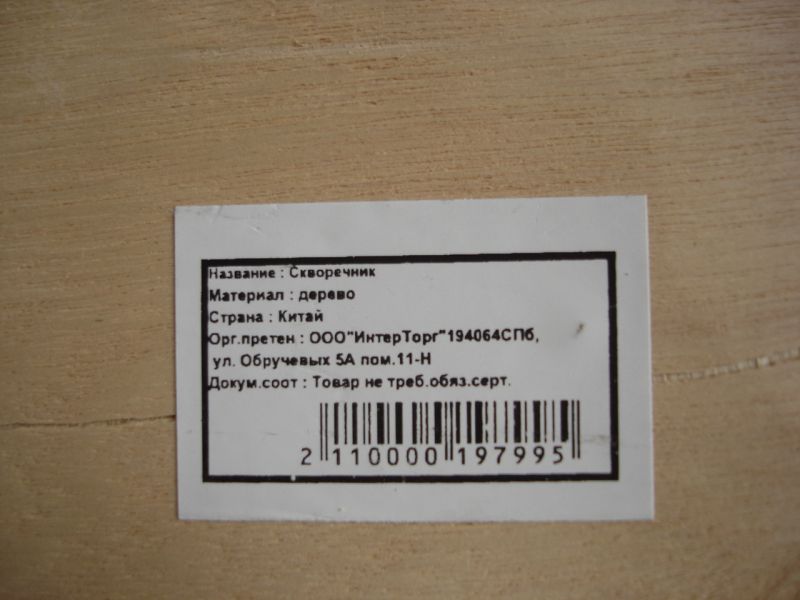 Название : Скворечник
Материал : дерево
Страна : Китай
Орг.претен : ООО"ИнтерТорг"194064СПб,
ул. Обручевых 5А пом.11-Н
Докум.соот : Товар не треб.обяз.серт.
2 110000 197995